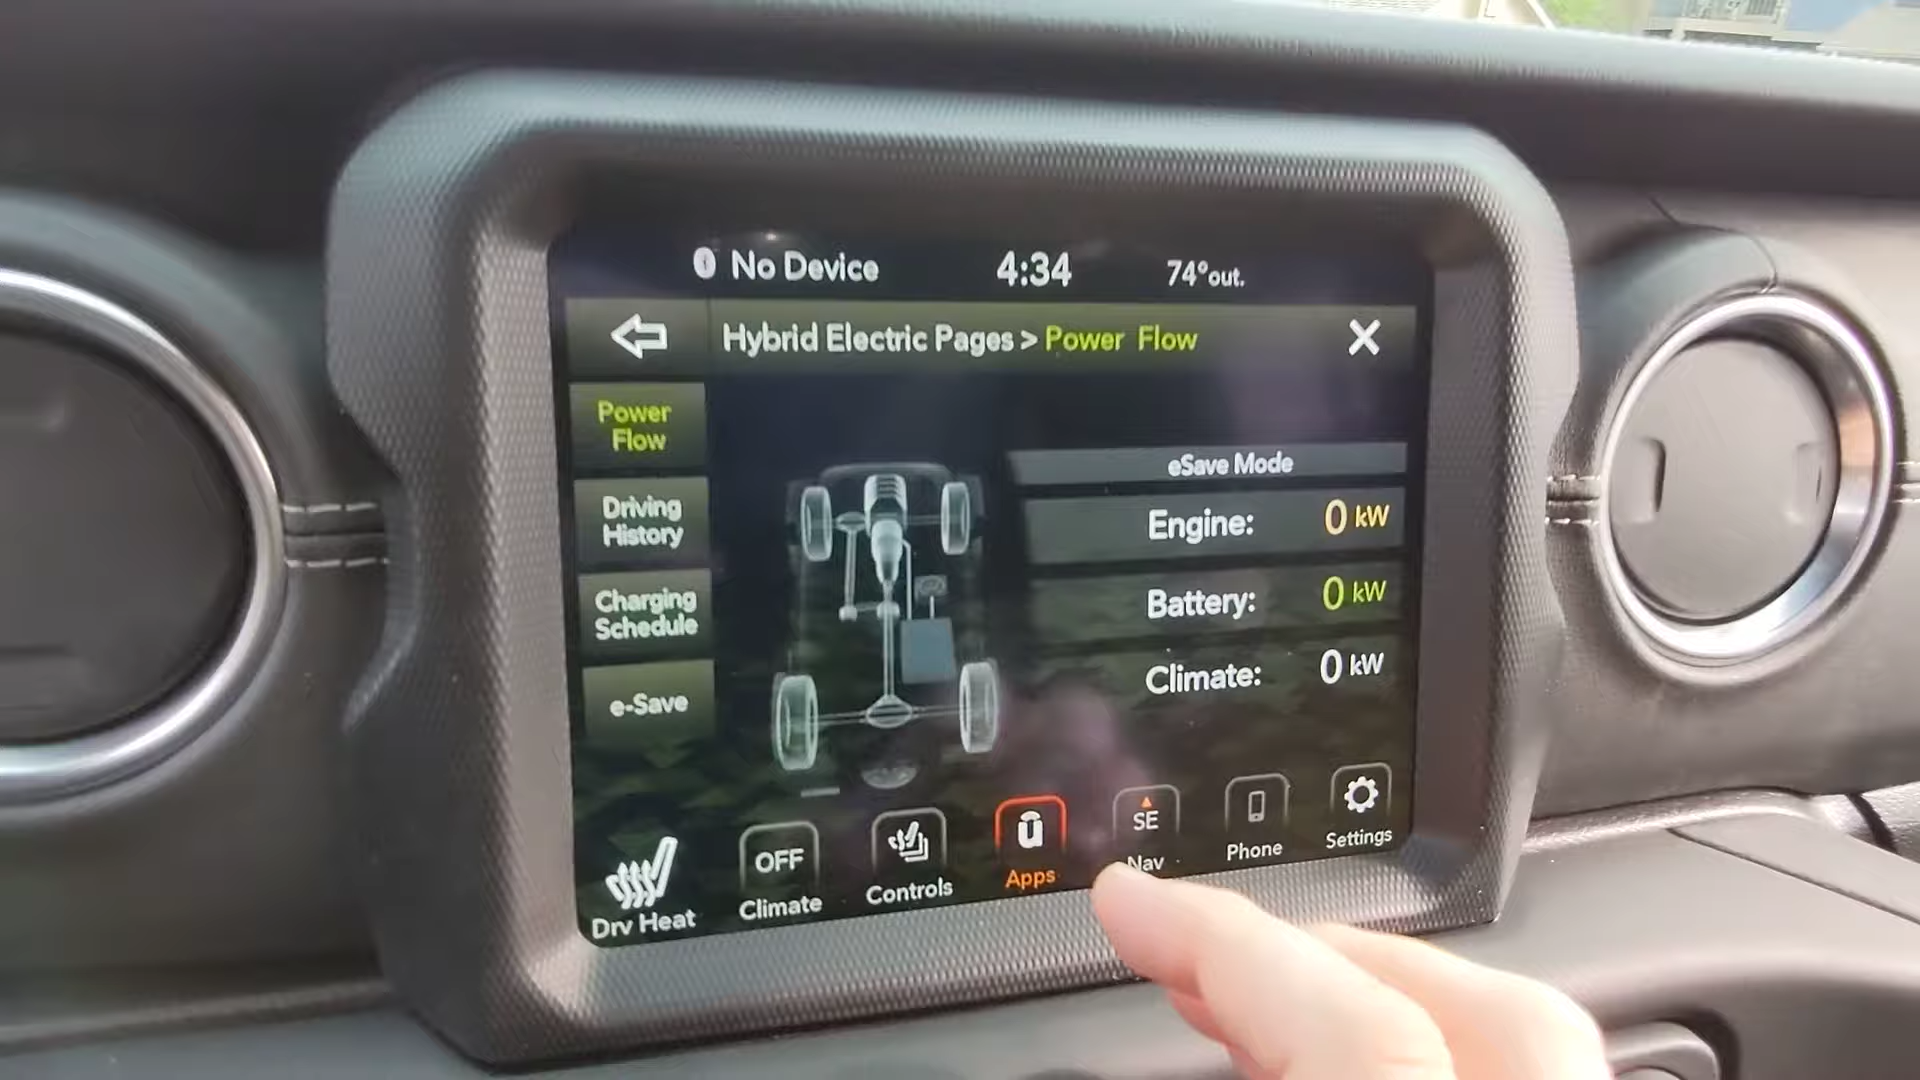 No Device 4:34 74°out.
Hybrid Electric Pages > Power Flow X
Power
Flow
Driving
History
Charging
Schedule
e-Save
eSave Mode
Engine: 0 kW
Battery: 0 kW
Climate: 0 kW
Drv Heat
OFF
Climate
Controls
Apps
SE
Nav
Phone
Settings